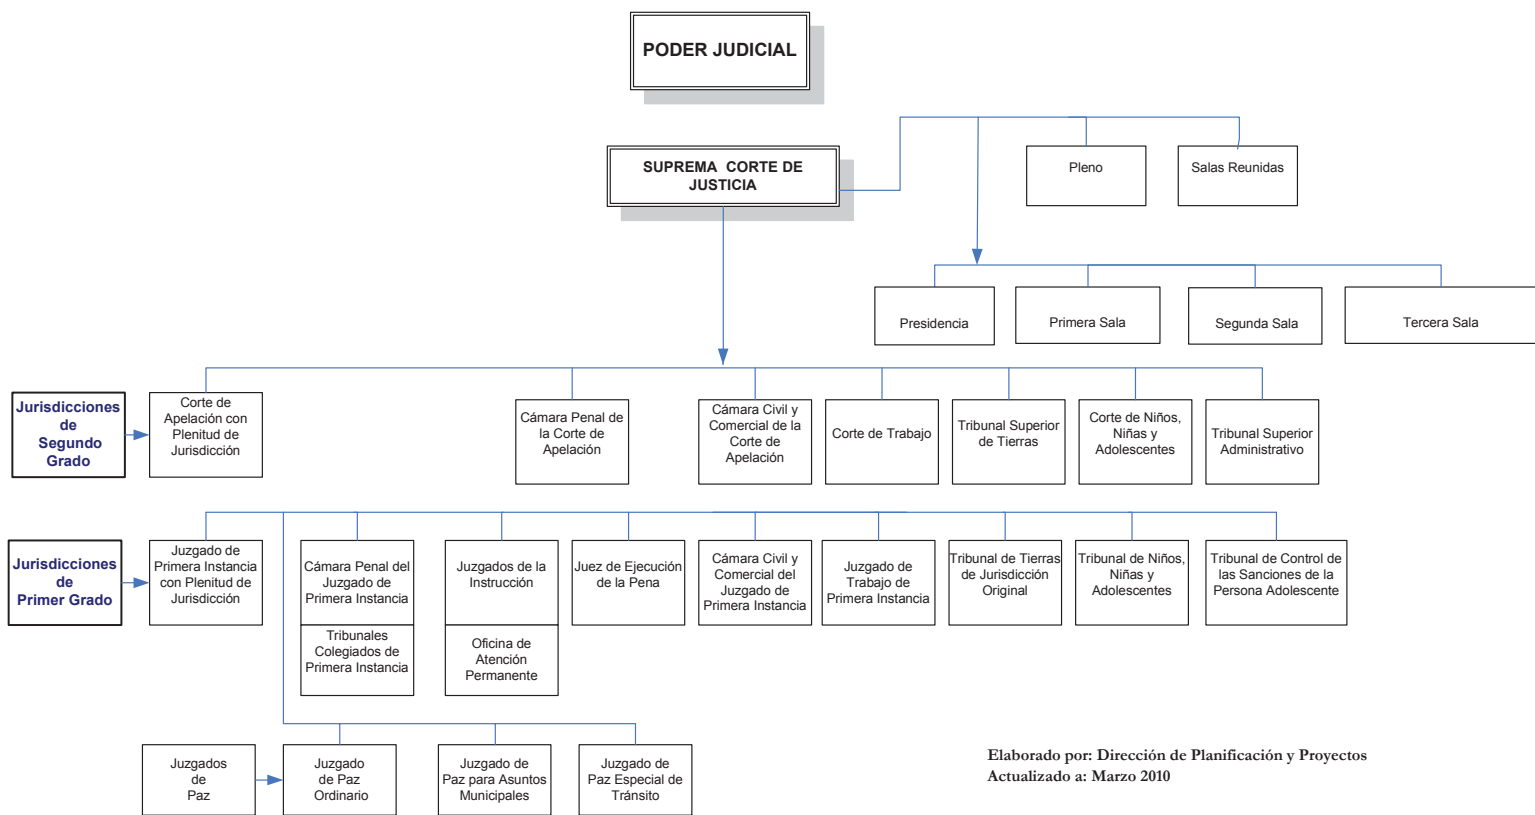 PODER JUDICIAL
SUPREMA CORTE DE
JUSTICIA
Pleno
Salas Reunidas
Presidencia
Primera Sala
Segunda Sala
Tercera Sala
Jurisdicciones
de
Segundo
Grado
Corte de
Apelación con
Plenitud de
Jurisdicción
Cámara Penal de
la Corte de
Apelación
Cámara Civil y
Comercial de la
Corte de
Apelación
Corte de Trabajo
Tribunal Superior
de Tierras
Corte de Niños,
Niñas y
Adolescentes
Tribunal Superior
Administrativo
Jurisdicciones
de
Primer Grado
Juzgado de
Primera Instancia
con Plenitud de
Jurisdicción
Cámara Penal del
Juzgado de
Primera Instancia
Tribunales
Colegiados de
Primera Instancia
Juzgados de la
Instrucción
Oficina de
Atención
Permanente
Juez de Ejecución
de la Pena
Cámara Civil y
Comercial del
Juzgado de
Primera Instancia
Juzgado de
Trabajo de
Primera Instancia
Tribunal de Tierras
de Jurisdicción
Original
Tribunal de Niños,
Niñas y
Adolescentes
Tribunal de Control de
las Sanciones de la
Persona Adolescente
Juzgados
de
Paz
Juzgado
de Paz
Ordinario
Juzgado de
Paz para Asuntos
Municipales
Juzgado de
Paz Especial de
Tránsito
Elaborado por: Dirección de Planificación y Proyectos
Actualizado a: Marzo 2010